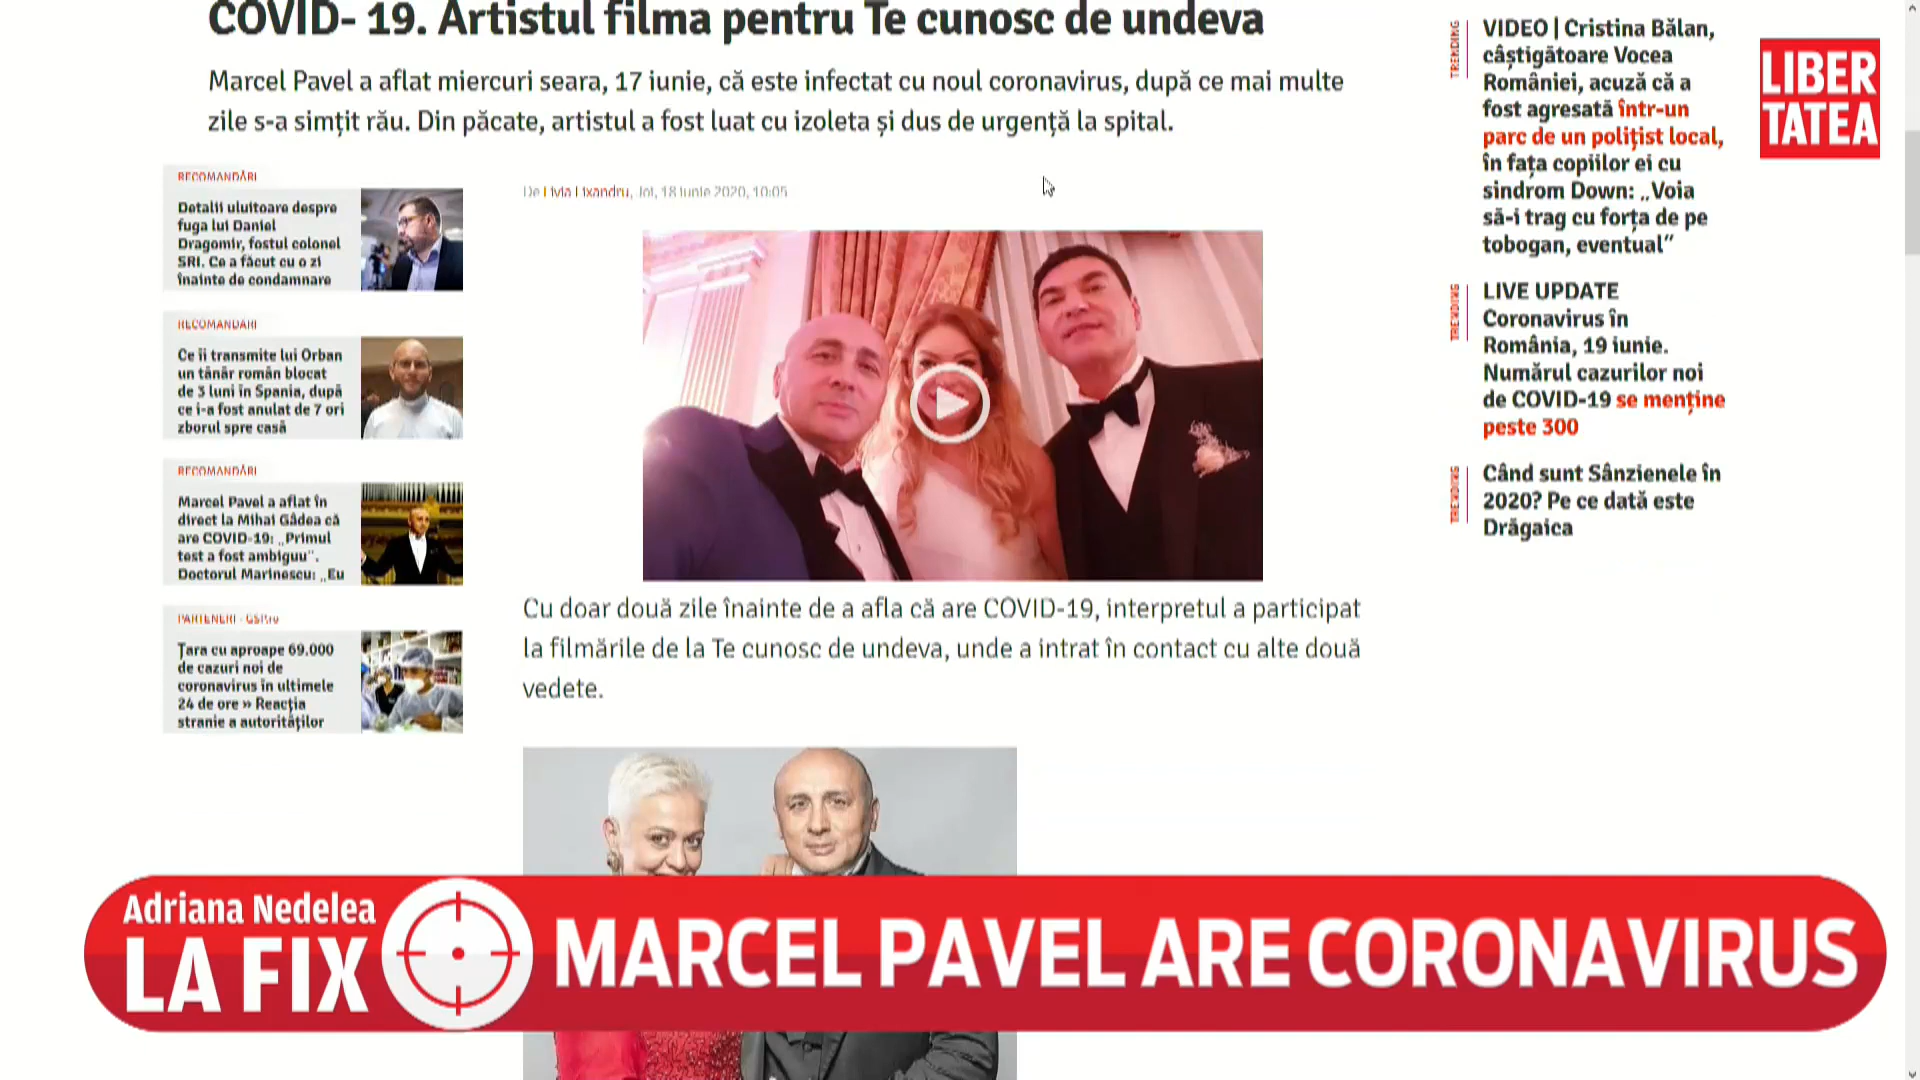 COVID- 19. Artistul filma pentru Te cunosc de undeva
Marcel Pavel a aflat miercuri seara, 17 iunie, că este infectat cu noul coronavirus, după ce mai multe
zile s-a simțit rău. Din păcate, artistul a fost luat cu izoleta și dus de urgență la spital.
RECOMANDĂRI
Detalii uluitoare despre
fuga lui Daniel
Dragomir, fostul colonel
SRI. Ce a făcut cu o zi
înainte de condamnare
RECOMANDĂRI
Ce îi transmite lui Orban
un tânăr român blocat
de 3 luni în Spania, după
ce i-a fost anulat de 7 ori
zborul spre casă
RECOMANDĂRI
Marcel Pavel a aflat în
direct la Mihai Gâdea că
are COVID-19: „Primul
test a fost ambiguu”.
Doctorul Marinescu: „Eu
PARTENERI - GSP.ro
Țara cu aproape 69.000
de cazuri noi de
coronavirus în ultimele
24 de ore » Reacția
stranie a autorităților
De Livia Lixandru, Joi, 18 iunie 2020, 10:05
Cu doar două zile înainte de a afla că are COVID-19, interpretul a participat
la filmările de la Te cunosc de undeva, unde a intrat în contact cu alte două
vedete.
TRENDING
VIDEO | Cristina Bălan,
câștigătoare Vocea
României, acuză că a
fost agresată într-un
parc de un polițist local,
în fața copiilor ei cu
sindrom Down: „Voia
să-i trag cu forța de pe
tobogan, eventual”
TRENDING
LIVE UPDATE
Coronavirus în
România, 19 iunie.
Numărul cazurilor noi
de COVID-19 se menține
peste 300
TRENDING
Când sunt Sânzienele în
2020? Pe ce dată este
Drăgaica
LIBER
TATEA
Adriana Nedelea
LA FIX
MARCEL PAVEL ARE CORONAVIRUS